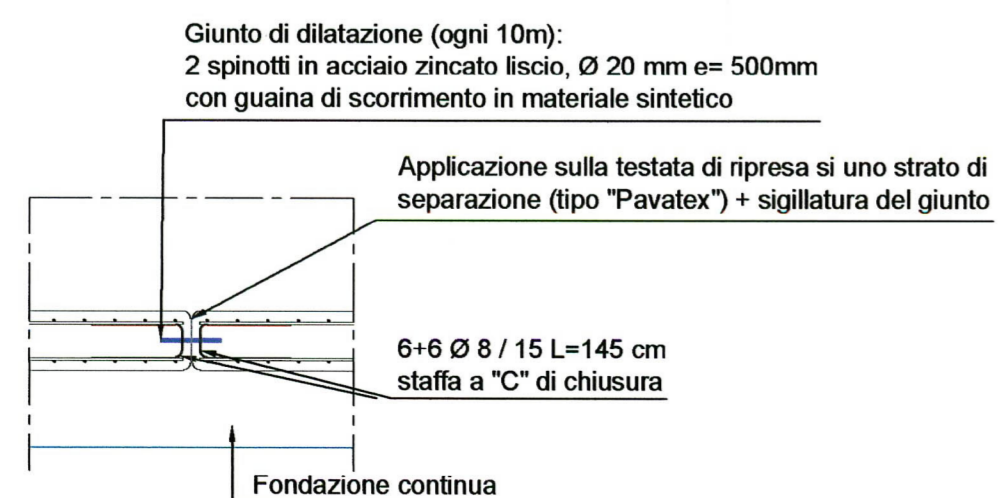 Giunto di dilatazione (ogni 10m):
2 spinotti in acciaio zincato liscio, Ø 20 mm e= 500mm
con guaina di scorrimento in materiale sintetico
Applicazione sulla testata di ripresa si uno strato di
separazione (tipo "Pavatex") + sigillatura del giunto
6+6 Ø 8 / 15 L=145 cm
staffa a "C" di chiusura
Fondazione continua